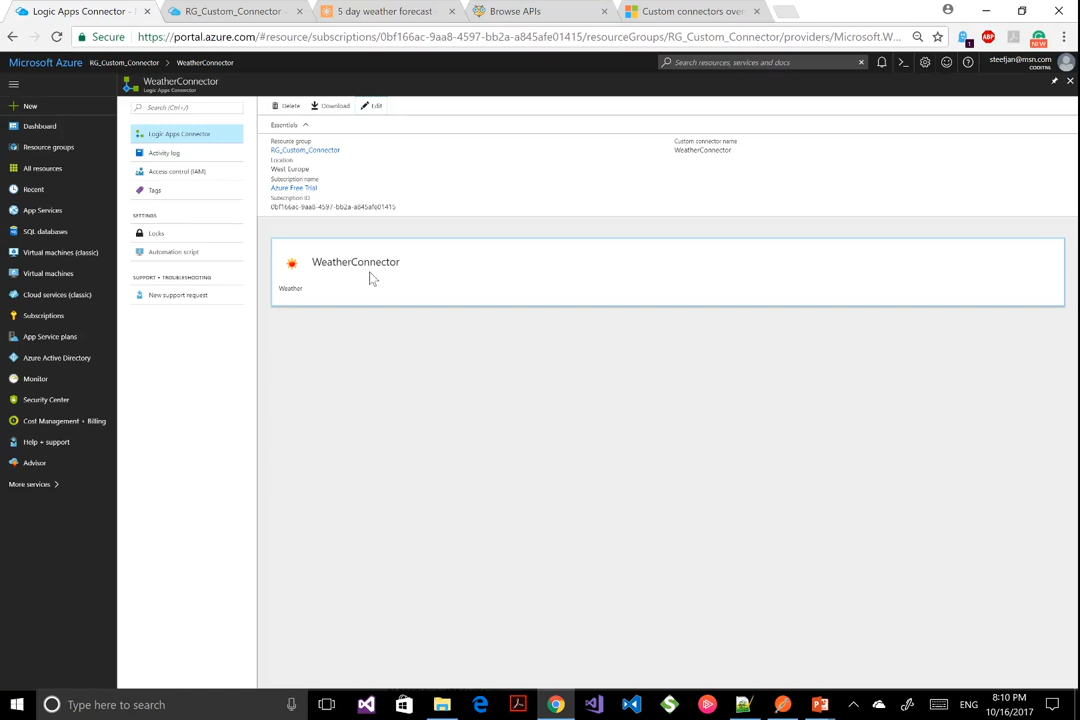 Logic Apps Connector -
RG_Custom_Connector -
5 day weather forecast -
Browse APIs
Custom connectors over
Secure
https://portal.azure.com/#resource/subscriptions/0bf166ac-9aa8-4597-bb2a-a845afe01415/resourceGroups/RG_Custom_Connector/providers/Microsoft.W...
1
ABP
NEW
Microsoft Azure
RG_Custom_Connector
WeatherConnector
Search resources, services and docs
steefjan@msn.com
CODITNL
WeatherConnector
Logic Apps Connector
New
Dashboard
Resource groups
All resources
Recent
App Services
SQL databases
Virtual machines (classic)
Virtual machines
Cloud services (classic)
Subscriptions
App Service plans
Azure Active Directory
Monitor
Security Center
Cost Management + Billing
Help + support
Advisor
More services
Search (Ctrl+/)
Logic Apps Connector
Activity log
Access control (IAM)
Tags
SETTINGS
Locks
Automation script
SUPPORT + TROUBLESHOOTING
New support request
Delete
Download
Edit
Essentials
Resource group
RG_Custom_Connector
Location
West Europe
Subscription name
Azure Free Trial
Subscription ID
0bf166ac-9aa8-4597-bb2a-a845afe01415
Custom connector name
WeatherConnector
WeatherConnector
Weather
Type here to search
ENG
8:10 PM
10/16/2017